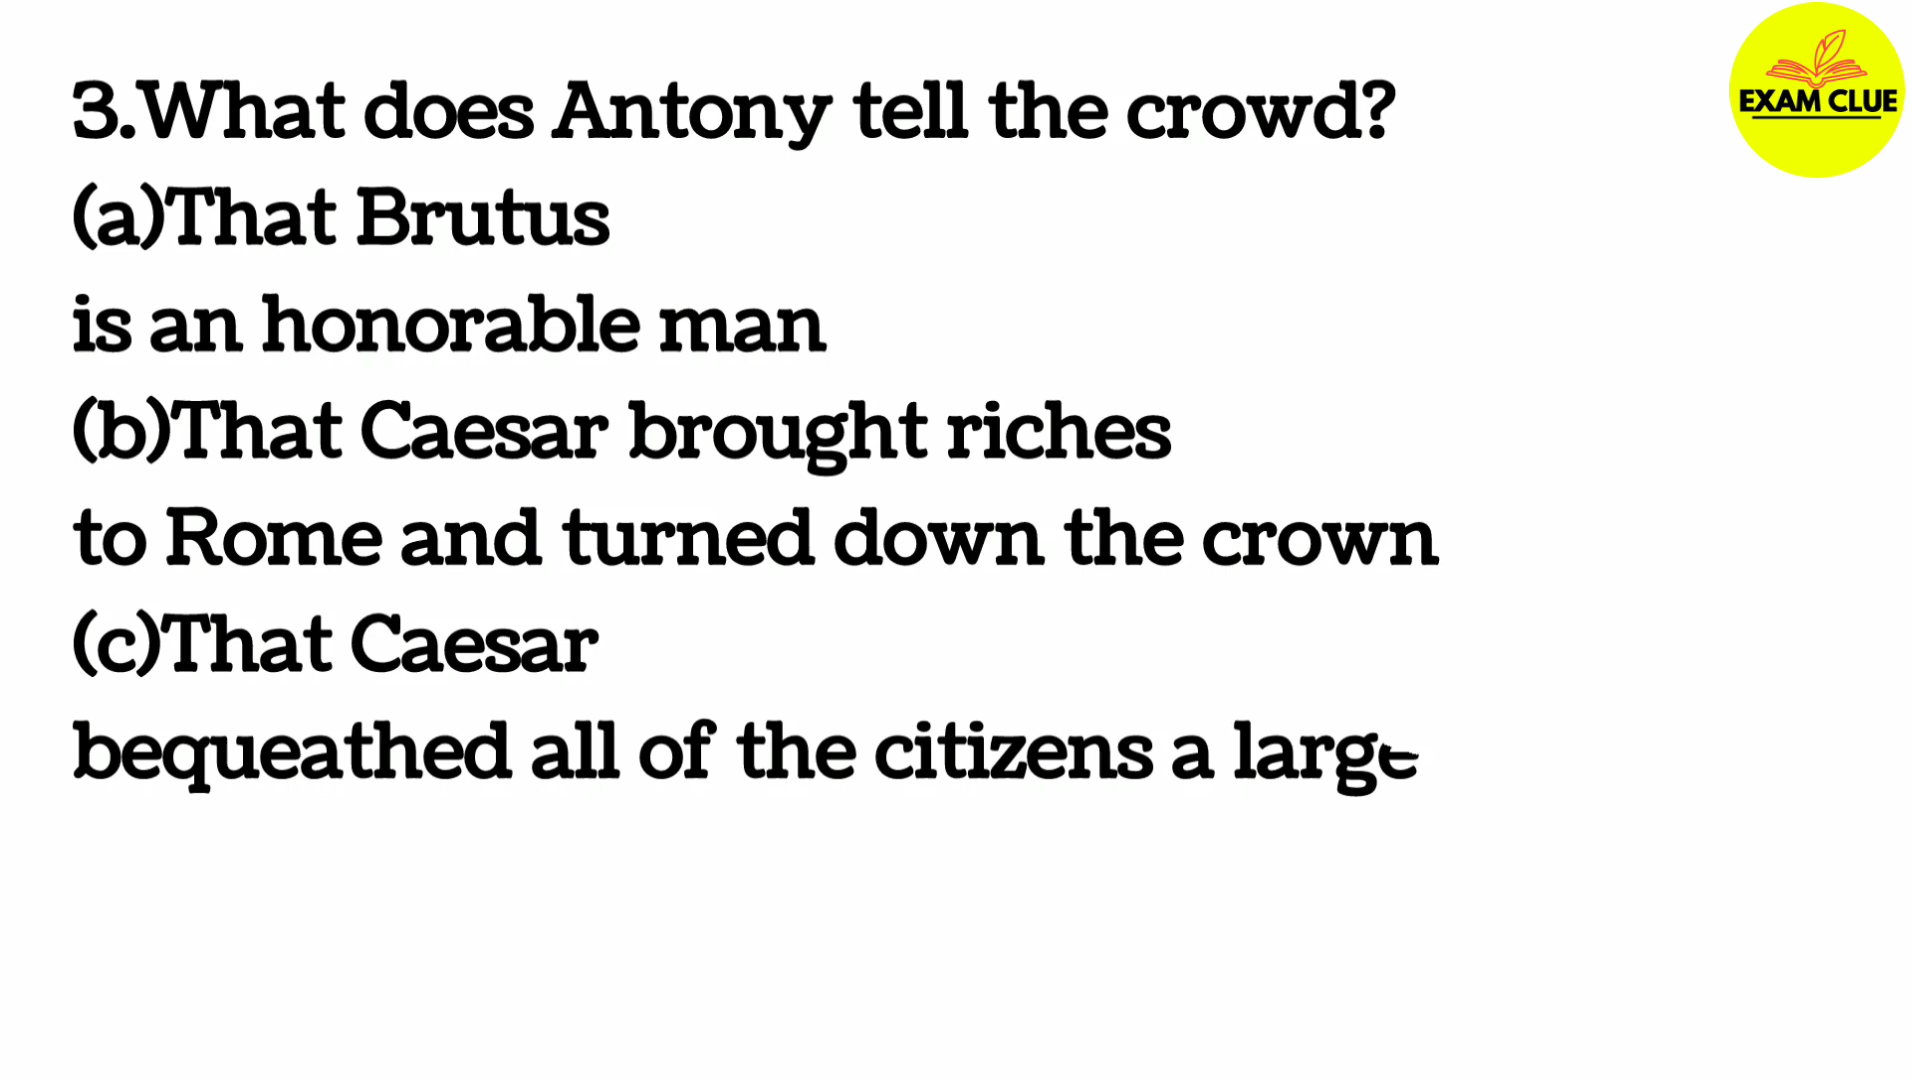 3.What does Antony tell the crowd?
(a)That Brutus
is an honorable man
(b)That Caesar brought riches
to Rome and turned down the crown
(c)That Caesar
bequeathed all of the citizens a large
EXAM CLUE